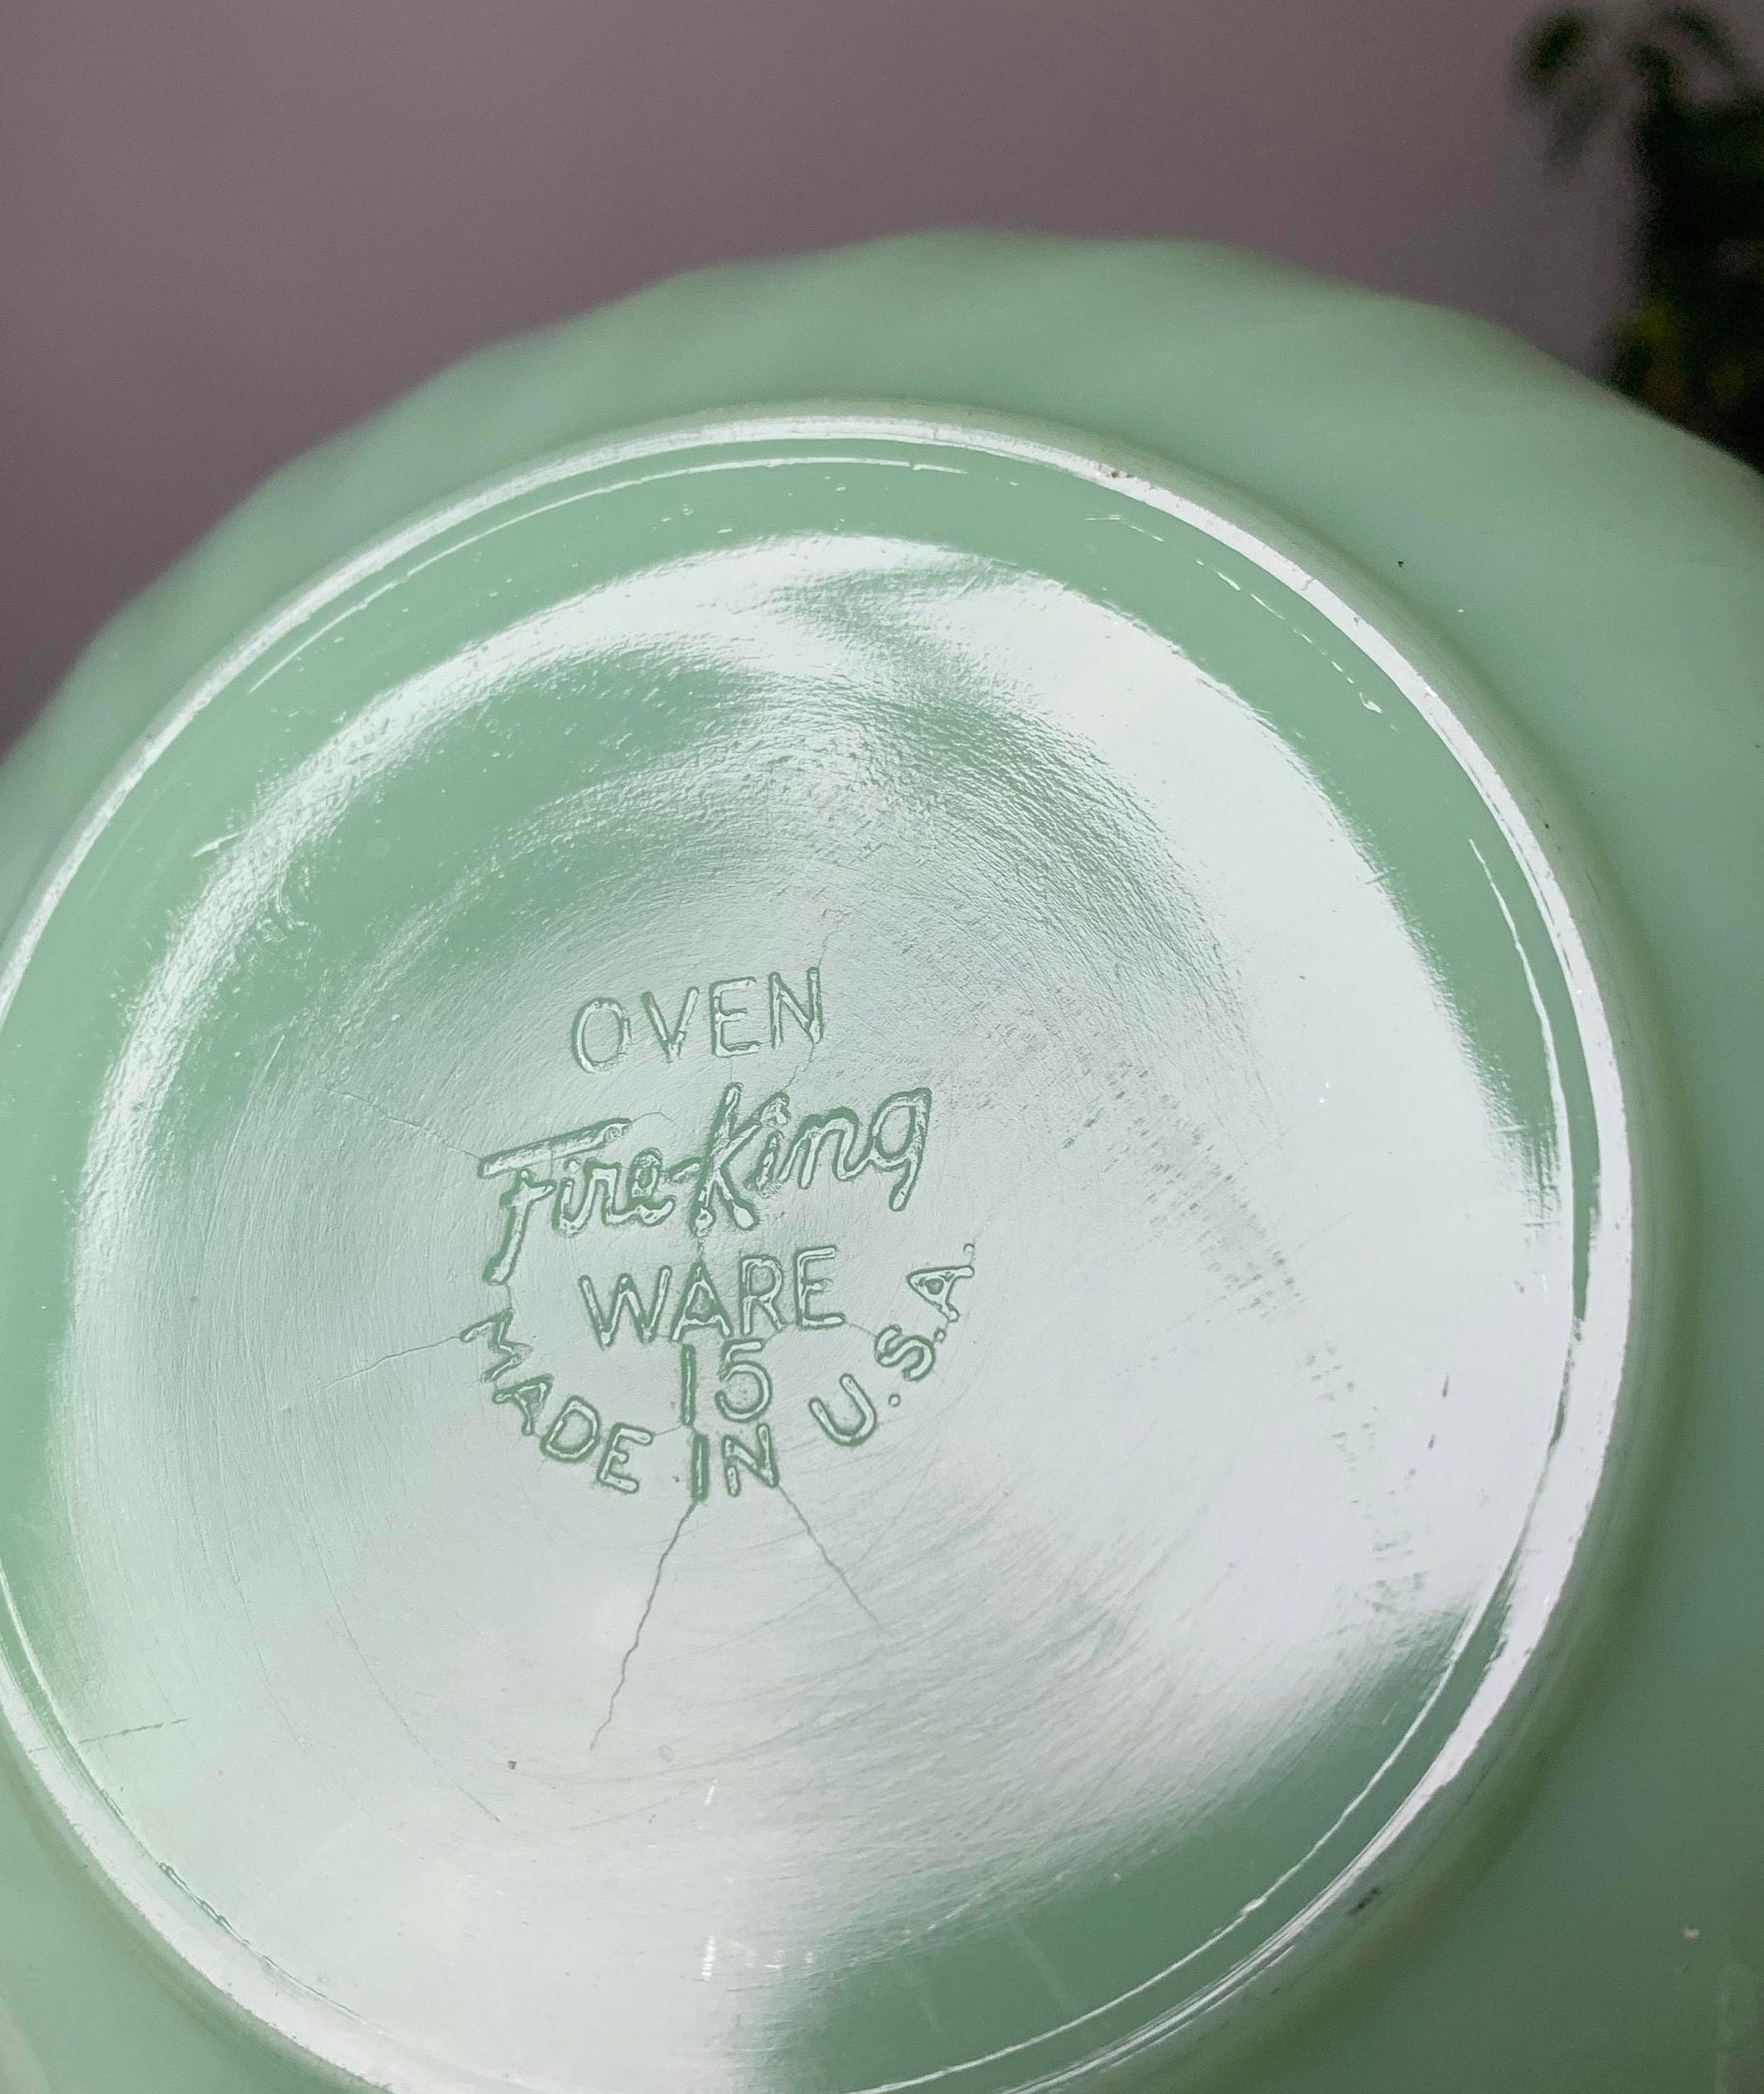 OVEN
Fire-King
WARE
15
MADE IN U.S.A.